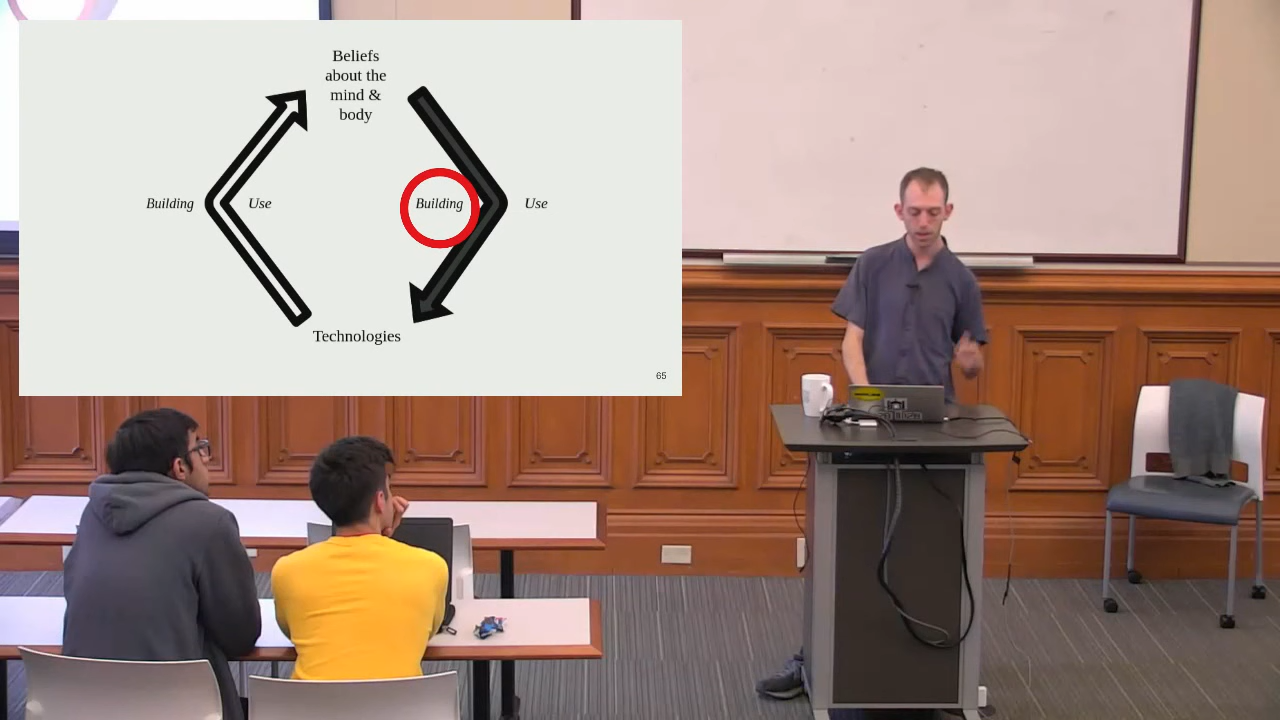 Beliefs
about the
mind &
body
Building
Use
Building
Use
Technologies
65